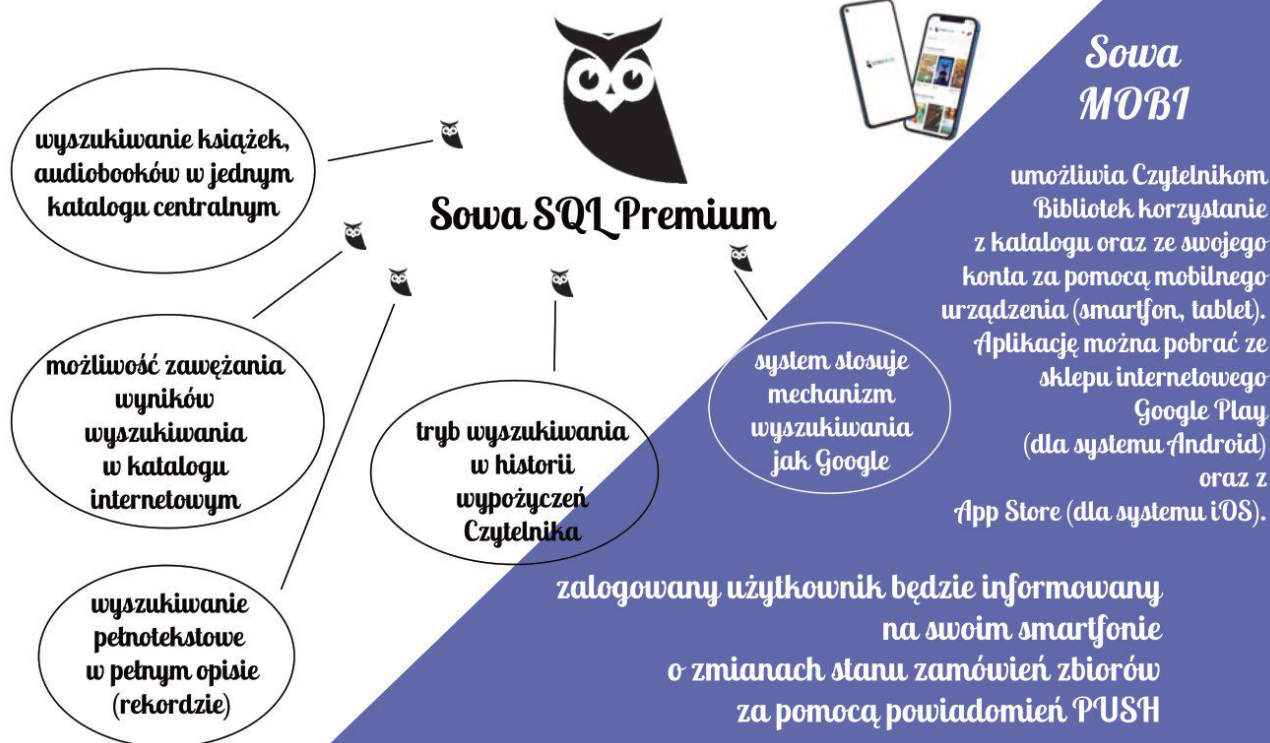 Sowa SQL Premium
wyszukiwanie książek,
audiobooków w jednym
katalogu centralnym
możliwość zawężania
wyników
wyszukiwania
w katalogu
internetowym
wyszukiwanie
pełnotekstowe
w pełnym opisie
(rekordzie)
tryb wyszukiwania
w historii
wypożyczeń
Czytelnika
system stosuje
mechanizm
wyszukiwania
jak Google
Sowa
MOBI
umożliwia Czytelnikom
Bibliotek korzystanie
z katalogu oraz ze swojego
konta za pomocą mobilnego
urządzenia (smartfon, tablet).
Aplikację można pobrać ze
sklepu internetowego
Google Play
(dla systemu Android)
oraz z
App Store (dla systemu iOS).
zalogowany użytkownik będzie informowany
na swoim smartfonie
o zmianach stanu zamówień zbiorów
za pomocą powiadomień PUSH